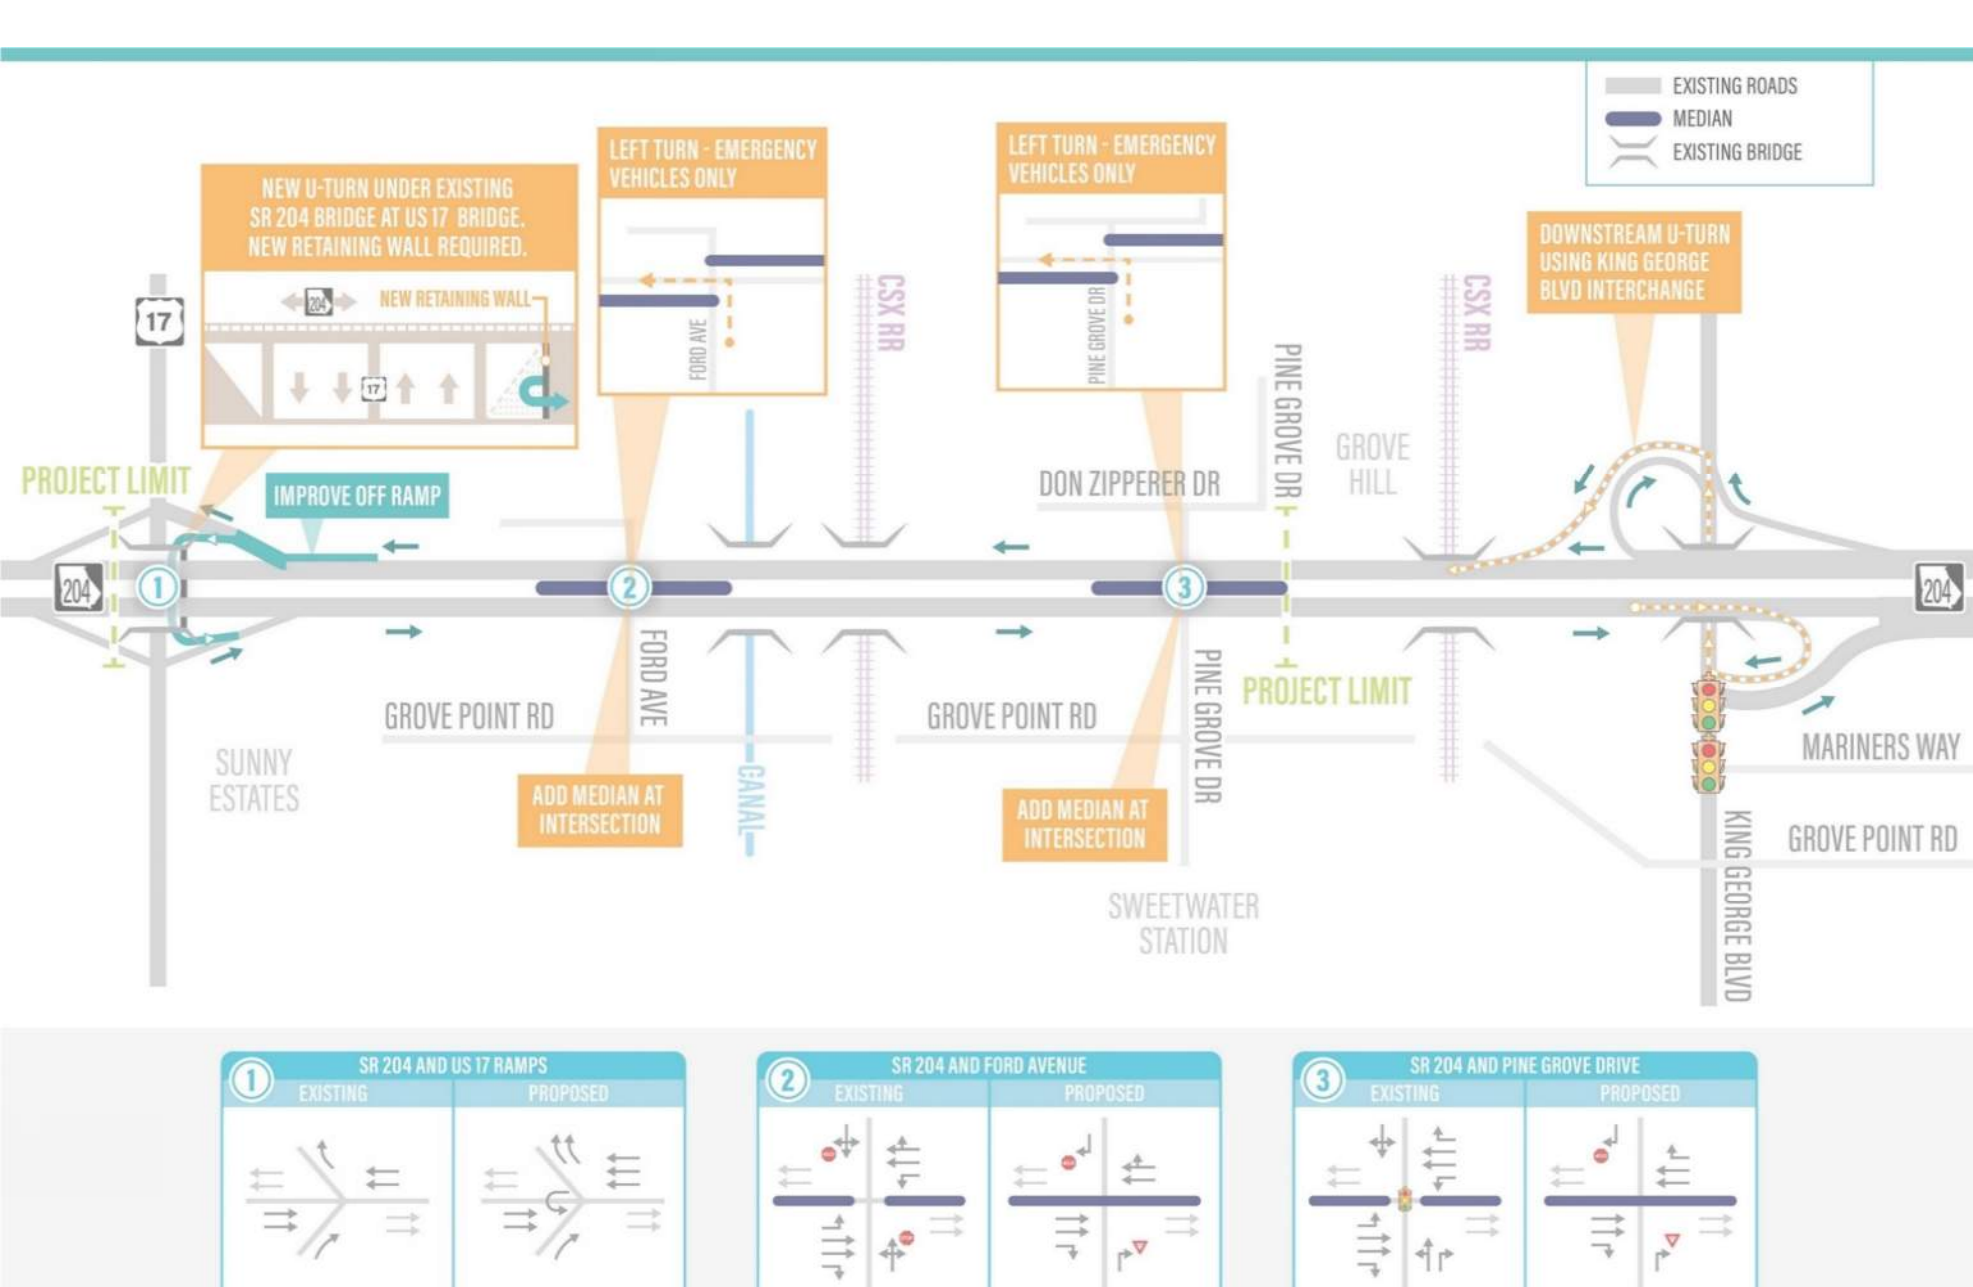 EXISTING ROADS
MEDIAN
EXISTING BRIDGE
NEW U-TURN UNDER EXISTING
SR 204 BRIDGE AT US 17 BRIDGE.
NEW RETAINING WALL REQUIRED.
204
NEW RETAINING WALL
17
LEFT TURN - EMERGENCY
VEHICLES ONLY
FORD AVE
LEFT TURN - EMERGENCY
VEHICLES ONLY
PINE GROVE DR
DOWNSTREAM U-TURN
USING KING GEORGE
BLVD INTERCHANGE
17
CSX RR
CSX RR
PINE GROVE DR
GROVE
HILL
PROJECT LIMIT
IMPROVE OFF RAMP
DON ZIPPERER DR
204
1
2
3
204
FORD AVE
PINE GROVE DR
PROJECT LIMIT
GROVE POINT RD
GROVE POINT RD
SUNNY
ESTATES
CANAL
ADD MEDIAN AT
INTERSECTION
ADD MEDIAN AT
INTERSECTION
MARINERS WAY
GROVE POINT RD
KING GEORGE BLVD
SWEETWATER
STATION
1
SR 204 AND US 17 RAMPS
EXISTING
PROPOSED
2
SR 204 AND FORD AVENUE
EXISTING
PROPOSED
3
SR 204 AND PINE GROVE DRIVE
EXISTING
PROPOSED